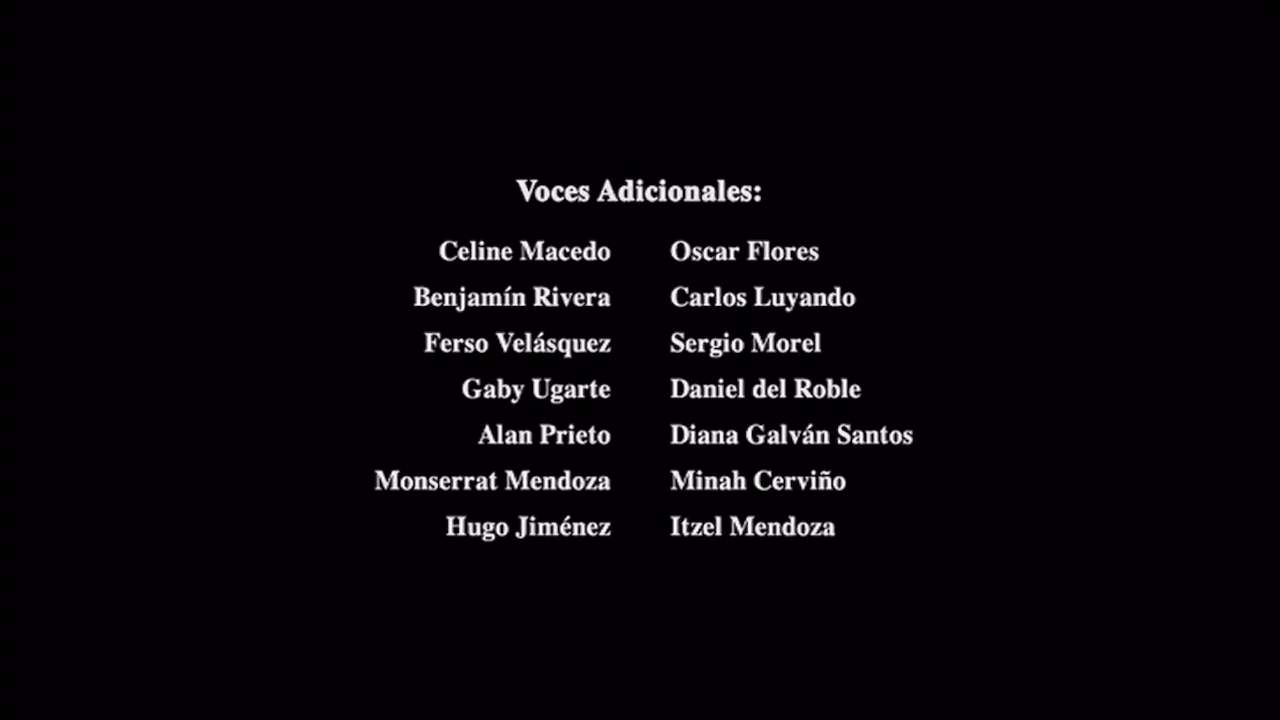 Voces Adicionales:
Celine Macedo Oscar Flores
Benjamín Rivera Carlos Luyando
Ferso Velásquez Sergio Morel
Gaby Ugarte Daniel del Roble
Alan Prieto Diana Galván Santos
Monserrat Mendoza Minah Cerviño
Hugo Jiménez Itzel Mendoza